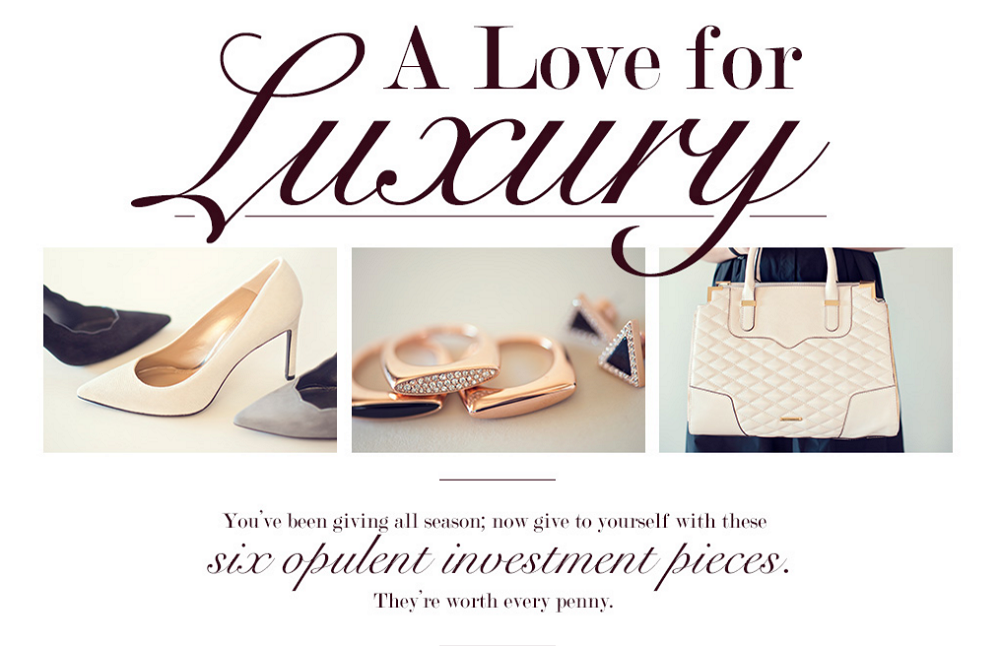 A Love for
Luxury
You've been giving all season; now give to yourself with these
six opulent investment pieces.
They're worth every penny.